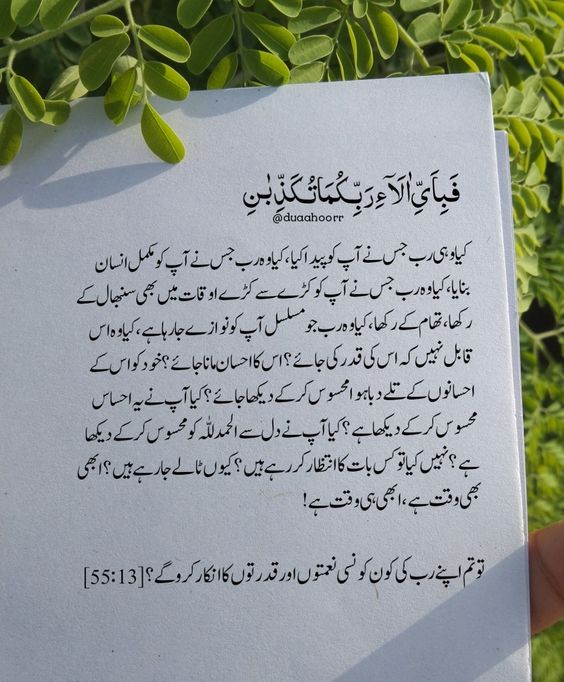 فَبِاَيِّ اٰلَآءِ رَبِّكُمَا تُكَذِّبٰنِ
@duaahoorr
کیا وہی رب جس نے آپ کو پیدا کیا، کیا وہ رب جس نے آپ کو مکمل انسان
بنایا، کیا وہ رب جس نے آپ کو کڑے سے کڑے اوقات میں بھی سنبھال کے
رکھا، تھام کے رکھا، کیا وہ رب جو مسلسل آپ کو نوازے جا رہا ہے، کیا وہ اس
قابل نہیں کہ اس کی قدر کی جائے؟ اس کا احسان مانا جائے؟ خود کو اس کے
احسانوں کے تلے دبا ہوا محسوس کر کے دیکھا جائے؟ کیا آپ نے یہ احساس
محسوس کر کے دیکھا ہے؟ کیا آپ نے دل سے الحمدللہ کو محسوس کر کے دیکھا
ہے؟ نہیں کیا تو کس بات کا انتظار کر رہے ہیں؟ کیوں ٹالے جا رہے ہیں؟ ابھی
بھی وقت ہے، ابھی ہی وقت ہے!
تو تم اپنے رب کی کون کونسی نعمتوں اور قدرتوں کا انکار کرو گے؟ [55:13]